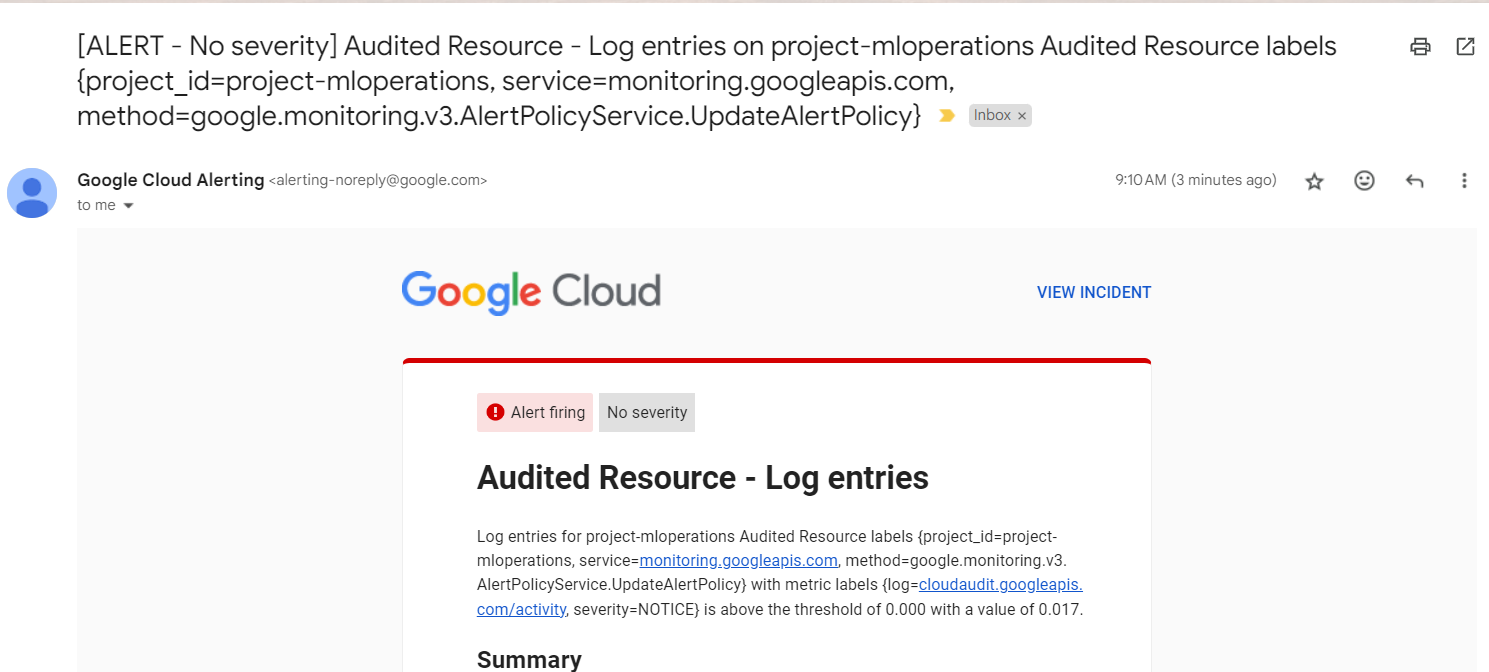 [ALERT - No severity] Audited Resource - Log entries on project-mloperations Audited Resource labels
{project_id=project-mloperations, service=monitoring.googleapis.com,
method=google.monitoring.v3.AlertPolicyService.UpdateAlertPolicy} Inbox ×
Google Cloud Alerting <alerting-noreply@google.com> 9:10 AM (3 minutes ago)
to me
Google Cloud VIEW INCIDENT
Alert firing No severity
Audited Resource - Log entries
Log entries for project-mloperations Audited Resource labels {project_id=project-
mloperations, service=monitoring.googleapis.com, method=google.monitoring.v3.
AlertPolicyService.UpdateAlertPolicy} with metric labels {log=cloudaudit.googleapis.
com/activity, severity=NOTICE} is above the threshold of 0.000 with a value of 0.017.
Summary